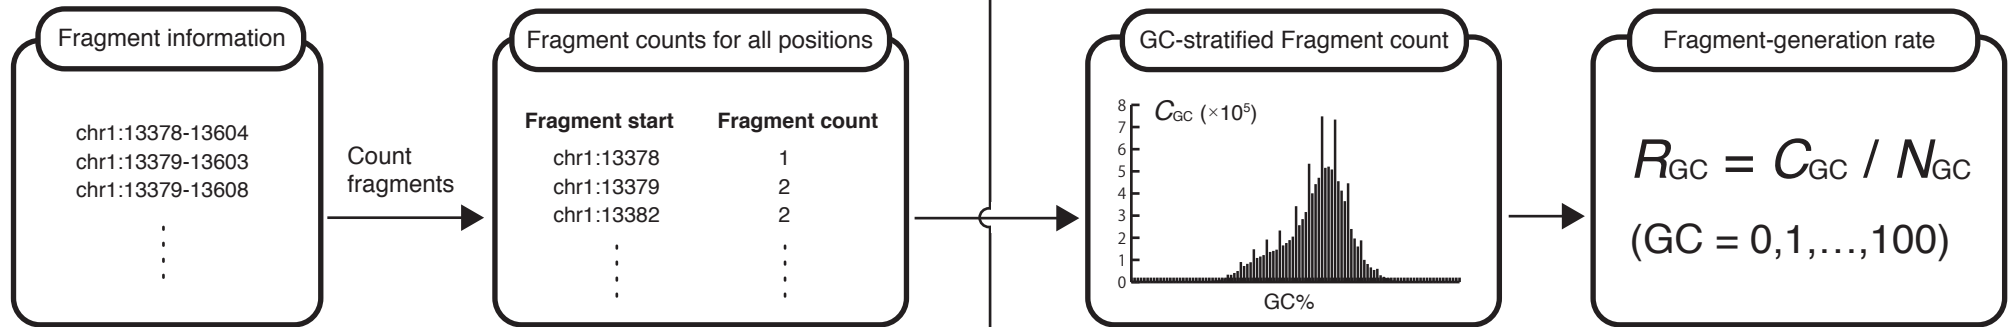 Fragment information
chr1:13378-13604
chr1:13379-13603
chr1:13379-13608
Count
fragments
Fragment counts for all positions
Fragment start Fragment count
chr1:13378 1
chr1:13379 2
chr1:13382 2
GC-stratified Fragment count
CGC (×10⁵)
8
7
6
5
4
3
2
1
0
GC%
Fragment-generation rate
RGC = CGC / NGC
(GC = 0,1,...,100)